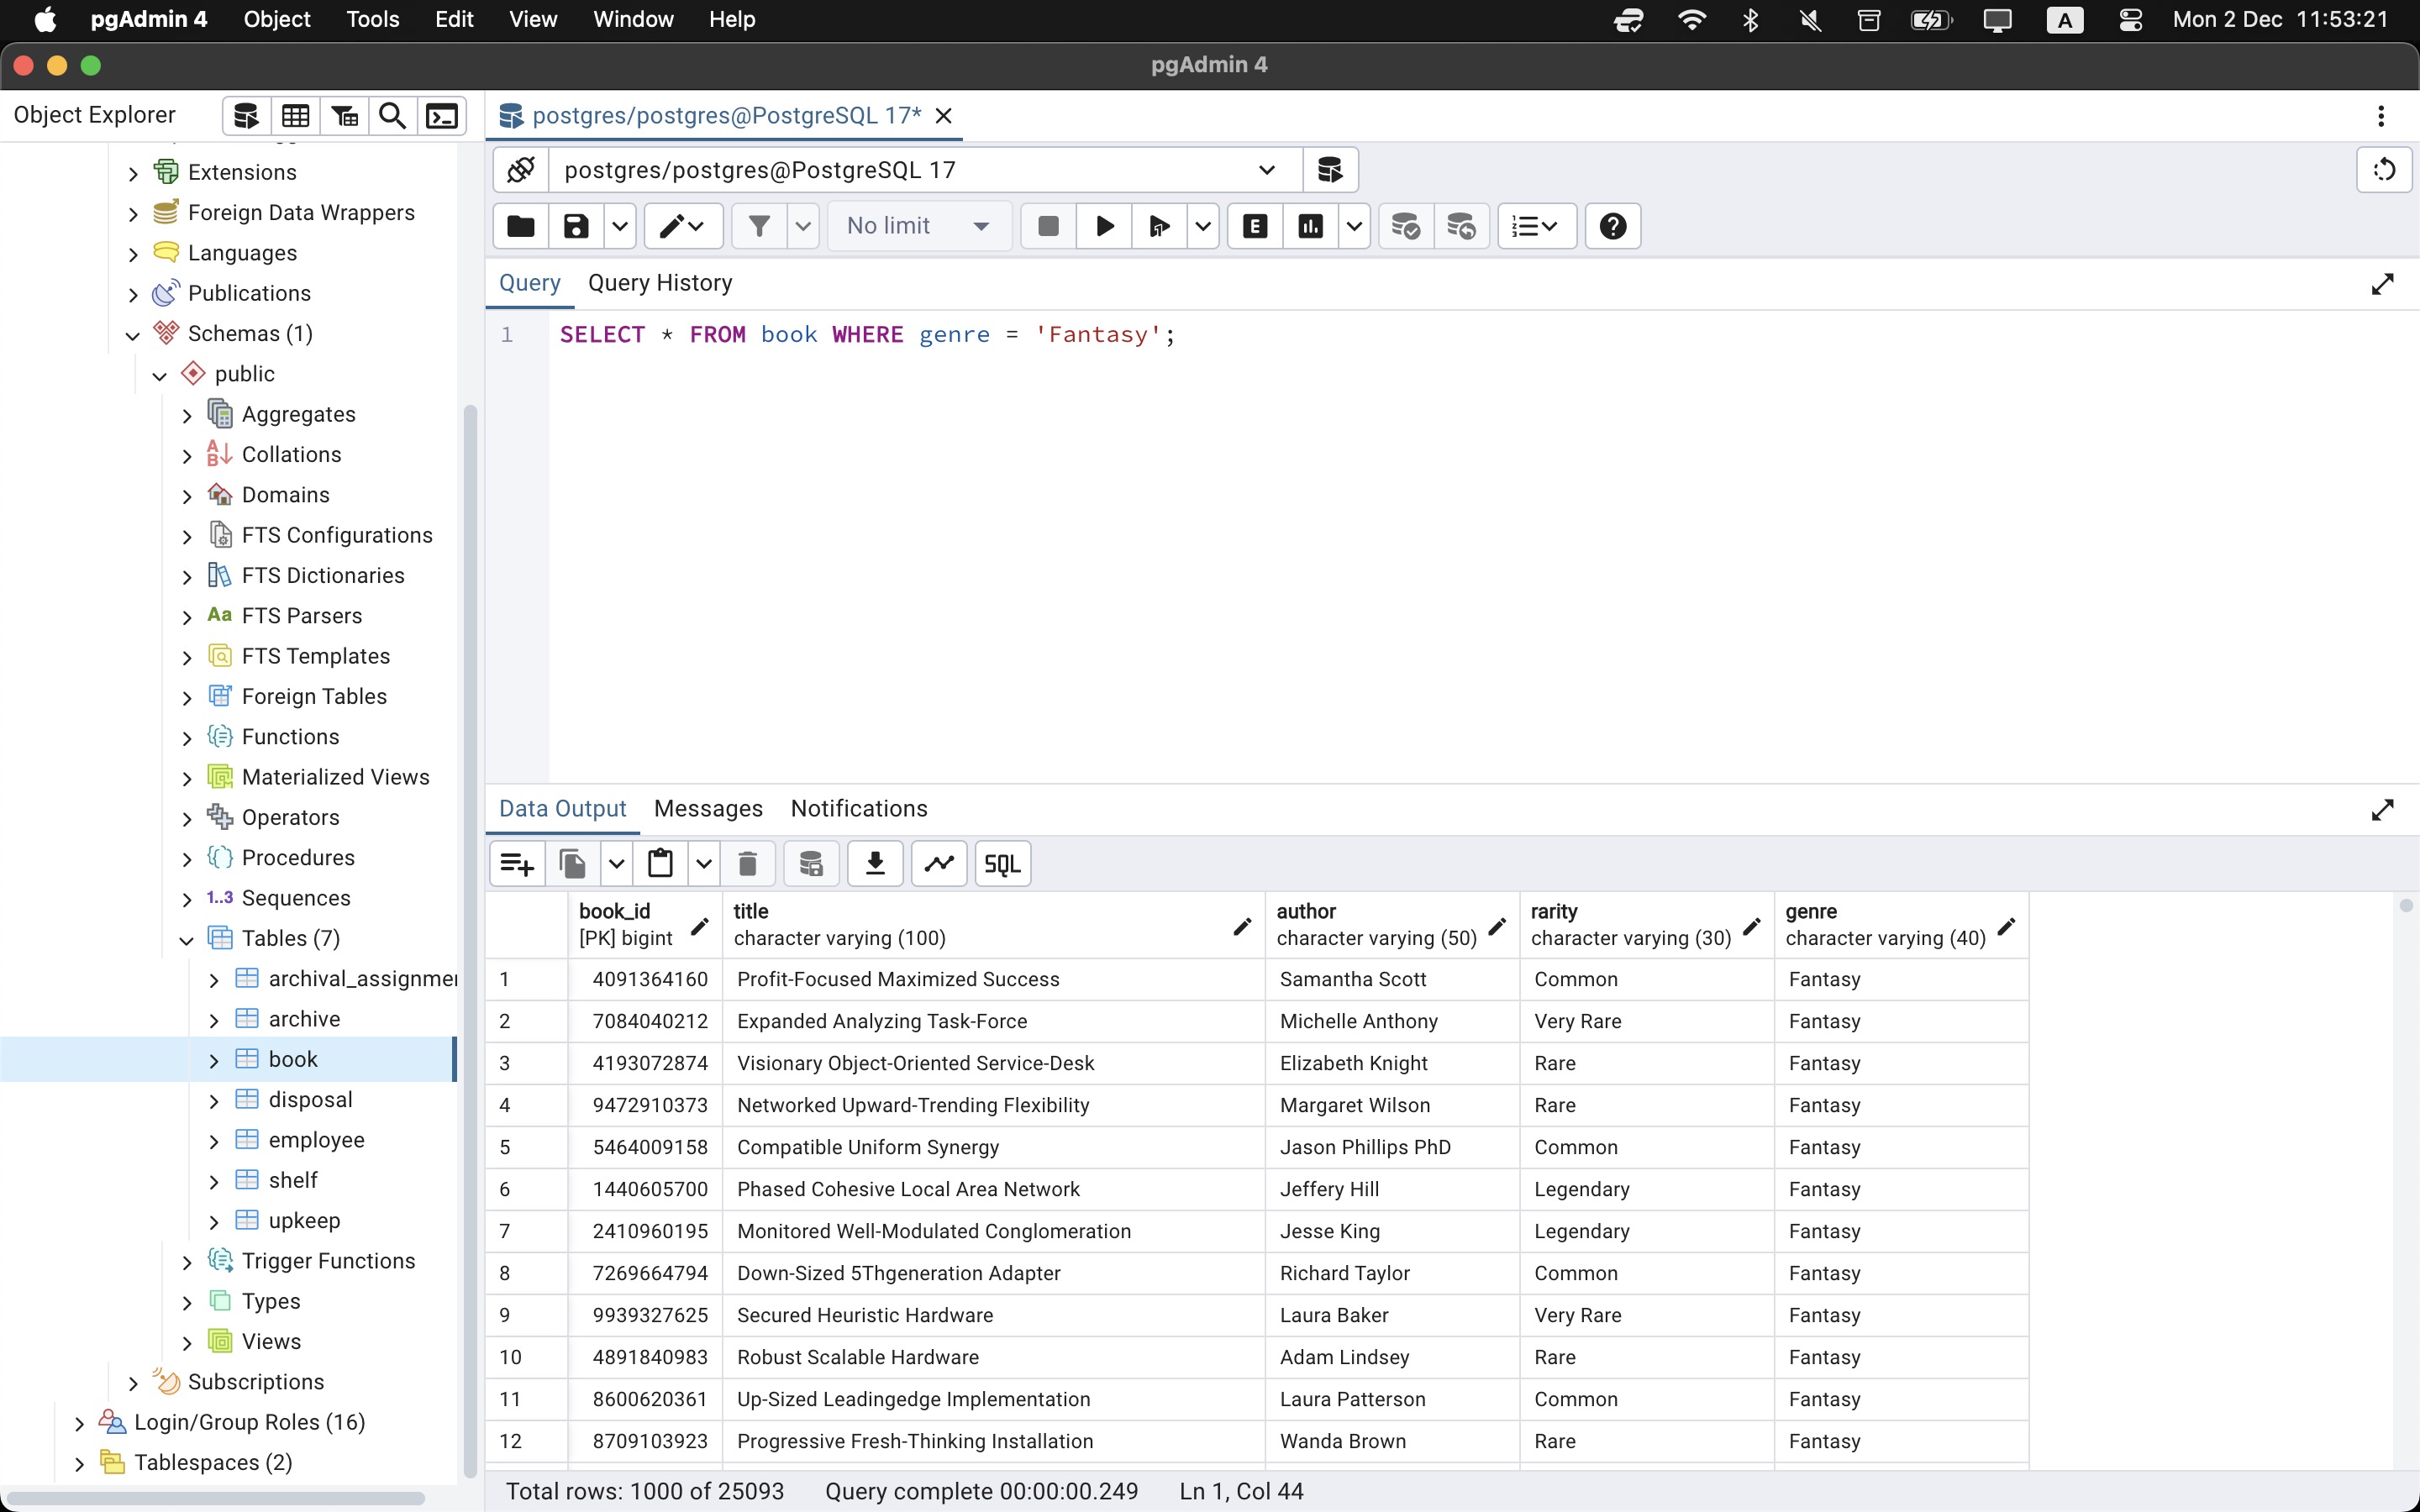 pgAdmin 4 Object Tools Edit View Window Help A Mon 2 Dec 11:53:21
pgAdmin 4
Object Explorer
Extensions
Foreign Data Wrappers
Languages
Publications
Schemas (1)
public
Aggregates
Collations
Domains
FTS Configurations
FTS Dictionaries
Aa FTS Parsers
FTS Templates
Foreign Tables
Functions
Materialized Views
Operators
Procedures
1..3 Sequences
Tables (7)
archival_assignme
archive
book
disposal
employee
shelf
upkeep
Trigger Functions
Types
Views
Subscriptions
Login/Group Roles (16)
Tablespaces (2)
postgres/postgres@PostgreSQL 17*
postgres/postgres@PostgreSQL 17
No limit E
Query Query History
1 SELECT * FROM book WHERE genre = 'Fantasy';
Data Output Messages Notifications
SQL
book_id title author rarity genre
[PK] bigint character varying (100) character varying (50) character varying (30) character varying (40)
1 4091364160 Profit-Focused Maximized Success Samantha Scott Common Fantasy
2 7084040212 Expanded Analyzing Task-Force Michelle Anthony Very Rare Fantasy
3 4193072874 Visionary Object-Oriented Service-Desk Elizabeth Knight Rare Fantasy
4 9472910373 Networked Upward-Trending Flexibility Margaret Wilson Rare Fantasy
5 5464009158 Compatible Uniform Synergy Jason Phillips PhD Common Fantasy
6 1440605700 Phased Cohesive Local Area Network Jeffery Hill Legendary Fantasy
7 2410960195 Monitored Well-Modulated Conglomeration Jesse King Legendary Fantasy
8 7269664794 Down-Sized 5Thgeneration Adapter Richard Taylor Common Fantasy
9 9939327625 Secured Heuristic Hardware Laura Baker Very Rare Fantasy
10 4891840983 Robust Scalable Hardware Adam Lindsey Rare Fantasy
11 8600620361 Up-Sized Leadingedge Implementation Laura Patterson Common Fantasy
12 8709103923 Progressive Fresh-Thinking Installation Wanda Brown Rare Fantasy
Total rows: 1000 of 25093 Query complete 00:00:00.249 Ln 1, Col 44